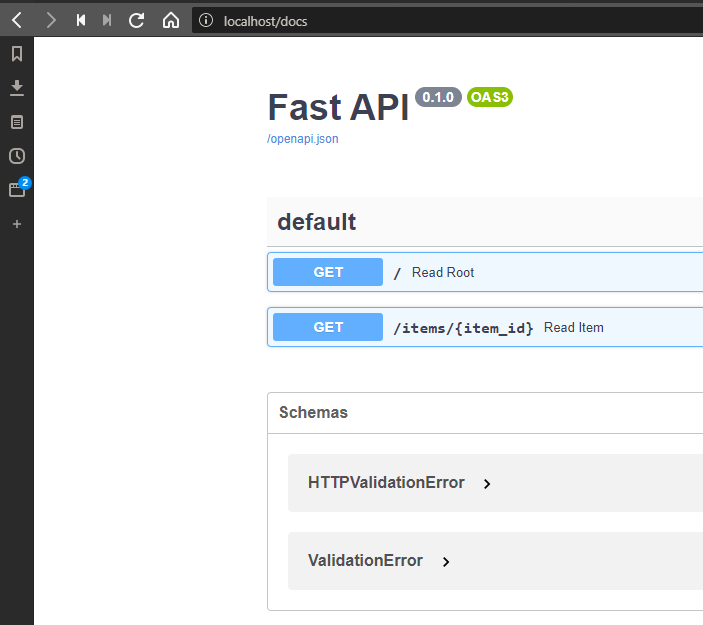 localhost/docs
2
Fast API 0.1.0 OAS3
/openapi.json
default
GET / Read Root
GET /items/{item_id} Read Item
Schemas
HTTPValidationError
ValidationError